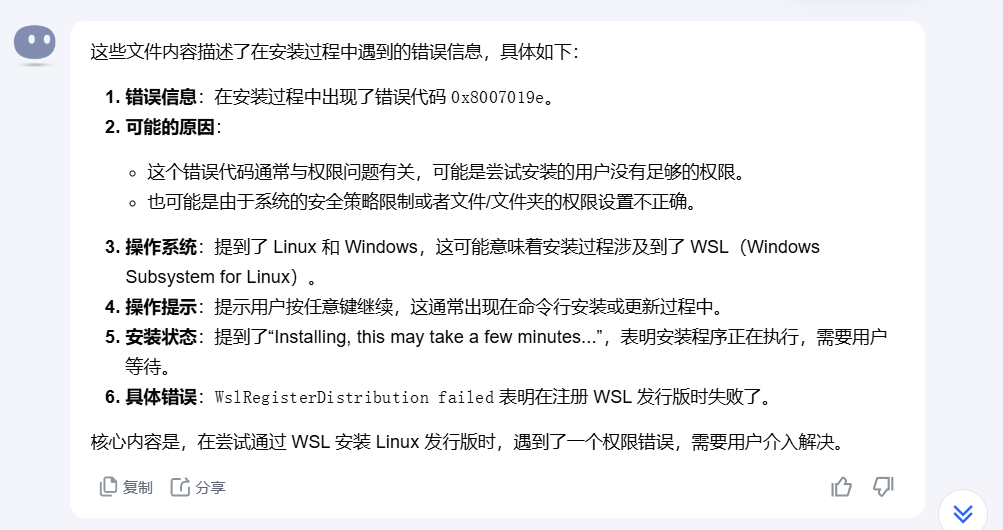 这些文件内容描述了在安装过程中遇到的错误信息，具体如下：
1. 错误信息：在安装过程中出现了错误代码 0x8007019e。
2. 可能的原因：
这个错误代码通常与权限问题有关，可能是尝试安装的用户没有足够的权限。
也可能是由于系统的安全策略限制或者文件/文件夹的权限设置不正确。
3. 操作系统：提到了 Linux 和 Windows，这可能意味着安装过程涉及到了 WSL（Windows
Subsystem for Linux）。
4. 操作提示：提示用户按任意键继续，这通常出现在命令行安装或更新过程中。
5. 安装状态：提到了“Installing, this may take a few minutes...”，表明安装程序正在执行，需要用户
等待。
6. 具体错误：WslRegisterDistribution failed 表明在注册 WSL 发行版时失败了。
核心内容是，在尝试通过 WSL 安装 Linux 发行版时，遇到了一个权限错误，需要用户介入解决。
复制 分享